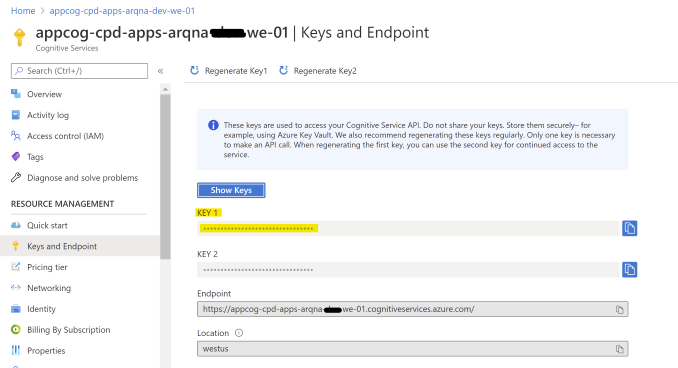 Home > appcog-cpd-apps-arqna-dev-we-01
appcog-cpd-apps-arqna-we-01 | Keys and Endpoint
Cognitive Services
Search (Ctrl+/)
«
Regenerate Key1
Regenerate Key2
Overview
Activity log
Access control (IAM)
Tags
Diagnose and solve problems
RESOURCE MANAGEMENT
Quick start
Keys and Endpoint
Pricing tier
Networking
Identity
Billing By Subscription
Properties
These keys are used to access your Cognitive Service API. Do not share your keys. Store them securely– for
example, using Azure Key Vault. We also recommend regenerating these keys regularly. Only one key is necessary
to make an API call. When regenerating the first key, you can use the second key for continued access to the
service.
Show Keys
KEY 1
••••••••••••••••••••••••••••••••
KEY 2
••••••••••••••••••••••••••••••••
Endpoint
https://appcog-cpd-apps-arqna-we-01.cognitiveservices.azure.com/
Location
westus